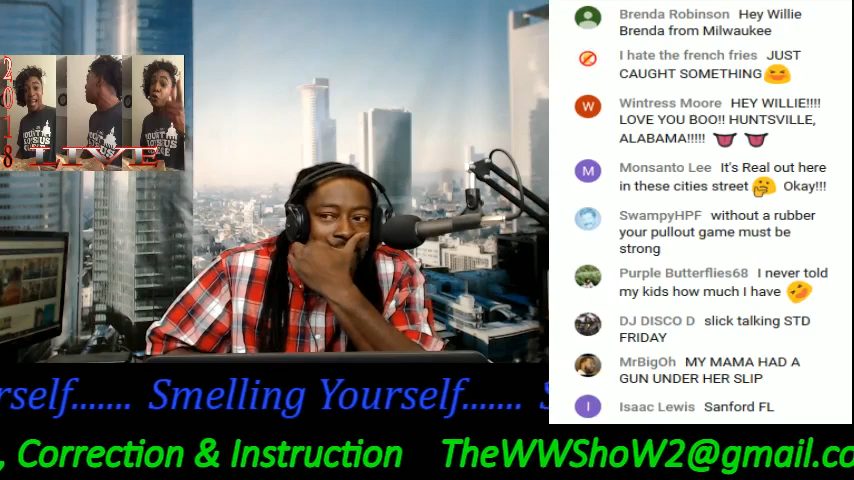 2018
LIVE
Brenda Robinson Hey Willie
Brenda from Milwaukee
I hate the french fries JUST
CAUGHT SOMETHING
Wintress Moore HEY WILLIE!!!!
LOVE YOU BOO!! HUNTSVILLE,
ALABAMA!!!!!
M
Monsanto Lee It's Real out here
in these cities street Okay!!!
SwampyHPF without a rubber
your pullout game must be
strong
Purple Butterflies68 I never told
my kids how much I have
DJ DISCO D slick talking STD
FRIDAY
MrBigOh MY MAMA HAD A
GUN UNDER HER SLIP
I
Isaac Lewis Sanford FL
W
rself....... Smelling Yourself....... S
, Correction & Instruction TheWWShoW2@gmail.co